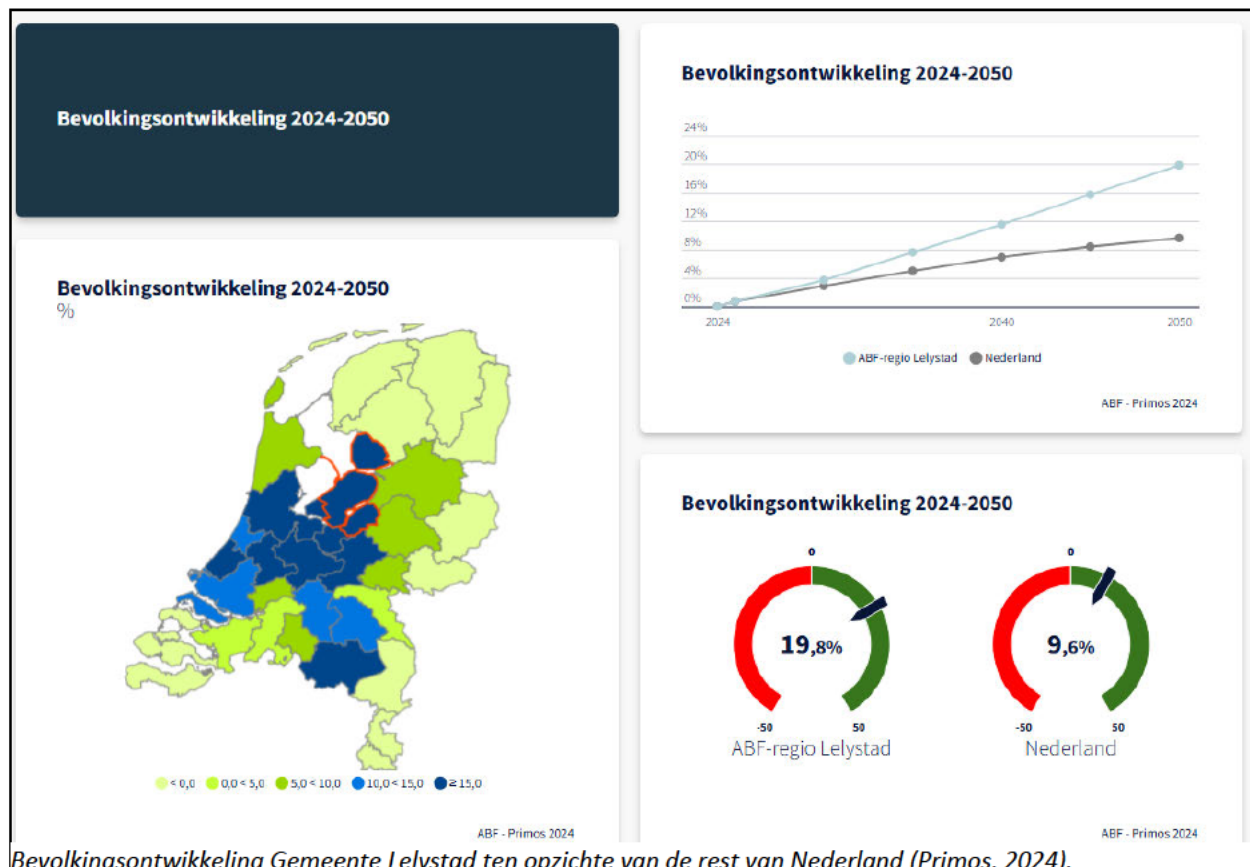 Bevolkingsontwikkeling 2024-2050
Bevolkingsontwikkeling 2024-2050
%
< 0,0 0,0 < 5,0 5,0 < 10,0 10,0 < 15,0 ≥ 15,0
ABF - Primos 2024
Bevolkingsontwikkeling 2024-2050
24%
20%
16%
12%
8%
4%
0%
2024 2040 2050
ABF-regio Lelystad Nederland
ABF - Primos 2024
Bevolkingsontwikkeling 2024-2050
0 0
19,8% 9,6%
-50 50 -50 50
ABF-regio Lelystad Nederland
ABF - Primos 2024
Bevolkingsontwikkeling Gemeente Lelystad ten opzichte van de rest van Nederland (Primos, 2024).